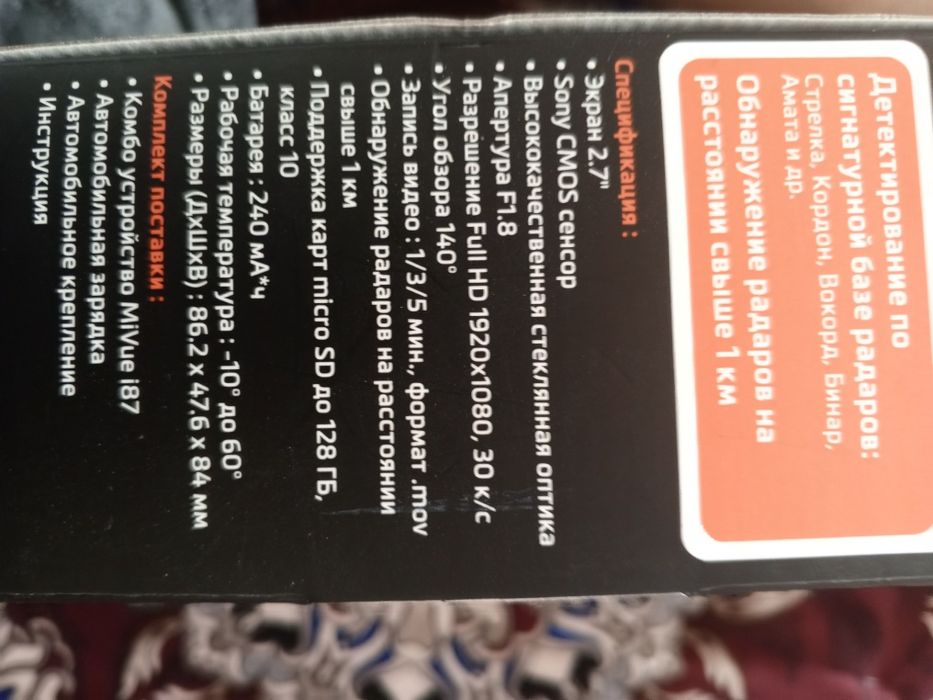 Детектирование по
сигнатурной базе радаров:
Стрелка, Кордон, Вокорд, Бинар,
Амата и др.
Обнаружение радаров на
расстоянии свыше 1 км
Спецификация :
• Экран 2.7"
• Sony CMOS сенсор
• Высококачественная стеклянная оптика
• Апертура F1.8
• Разрешение Full HD 1920x1080, 30 к/с
• Угол обзора 140°
• Запись видео : 1/3/5 мин., формат .mov
• Обнаружение радаров на расстоянии
свыше 1 км
• Поддержка карт micro SD до 128 ГБ,
класс 10
• Батарея : 240 мА*ч
• Рабочая температура : -10° до 60°
• Размеры (ДхШхВ) : 86.2 x 47.6 x 84 мм
Комплект поставки :
• Комбо устройство MiVue i87
• Автомобильная зарядка
• Автомобильное крепление
• Инструкция